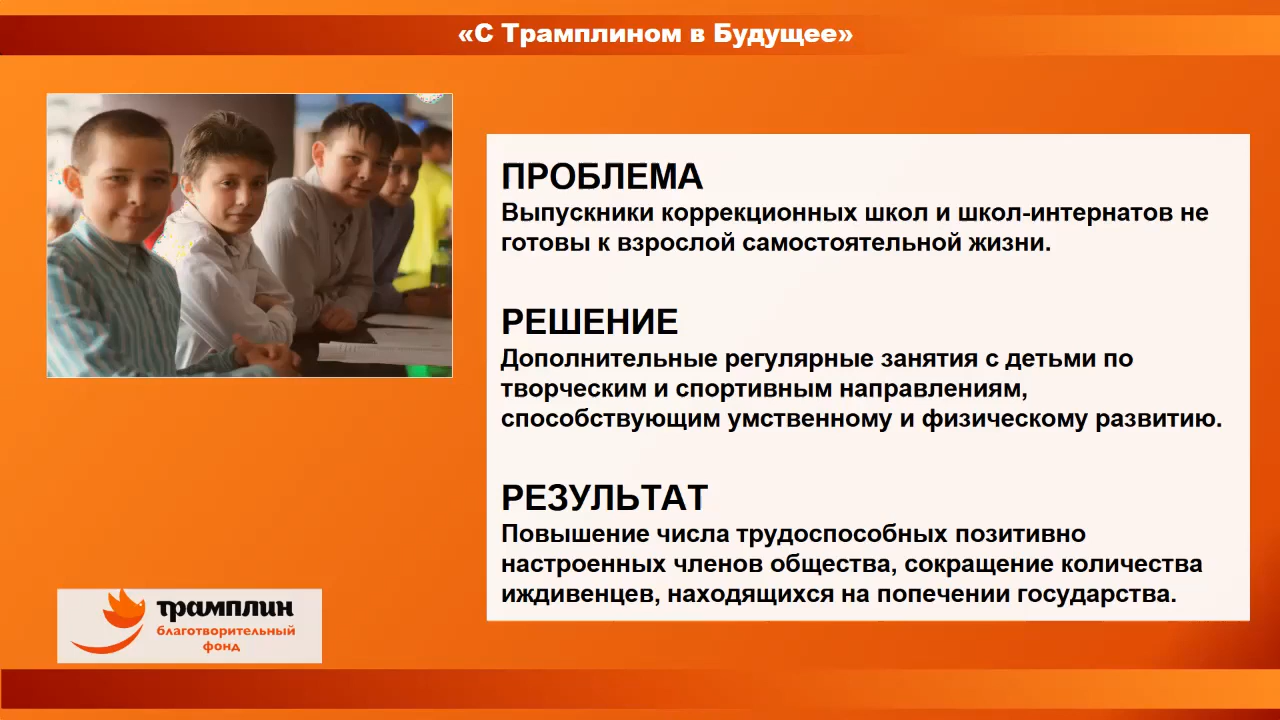 «С Трамплином в Будущее»
ПРОБЛЕМА
Выпускники коррекционных школ и школ-интернатов не
готовы к взрослой самостоятельной жизни.
РЕШЕНИЕ
Дополнительные регулярные занятия с детьми по
творческим и спортивным направлениям,
способствующим умственному и физическому развитию.
РЕЗУЛЬТАТ
Повышение числа трудоспособных позитивно
настроенных членов общества, сокращение количества
иждивенцев, находящихся на попечении государства.
трамплин
благотворительный
фонд